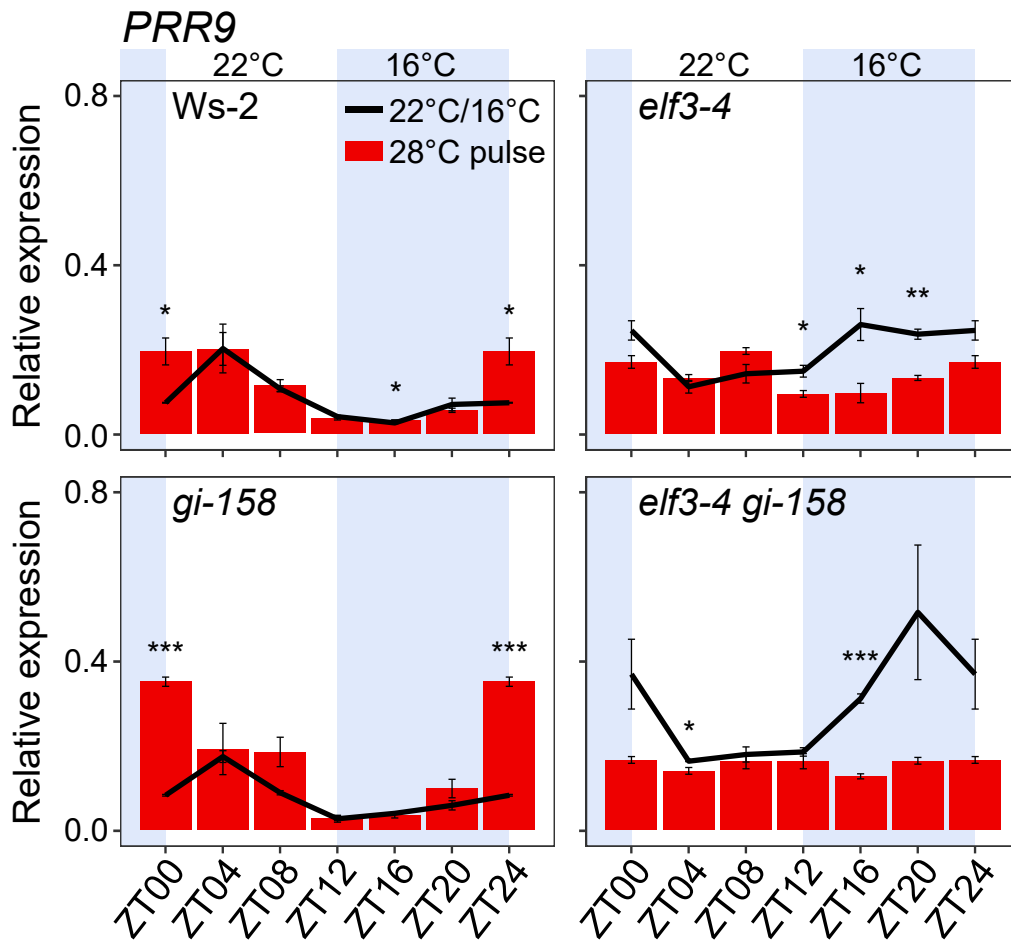 PRR9
22°C 16°C 22°C 16°C
0.8
Ws-2
22°C/16°C
28°C pulse
elf3-4
Relative expression
0.4
* * * * * **
0.0
0.8
gi-158
elf3-4 gi-158
Relative expression
0.4
*** *** * ***
0.0
ZT00 ZT04 ZT08 ZT12 ZT16 ZT20 ZT24 ZT00 ZT04 ZT08 ZT12 ZT16 ZT20 ZT24